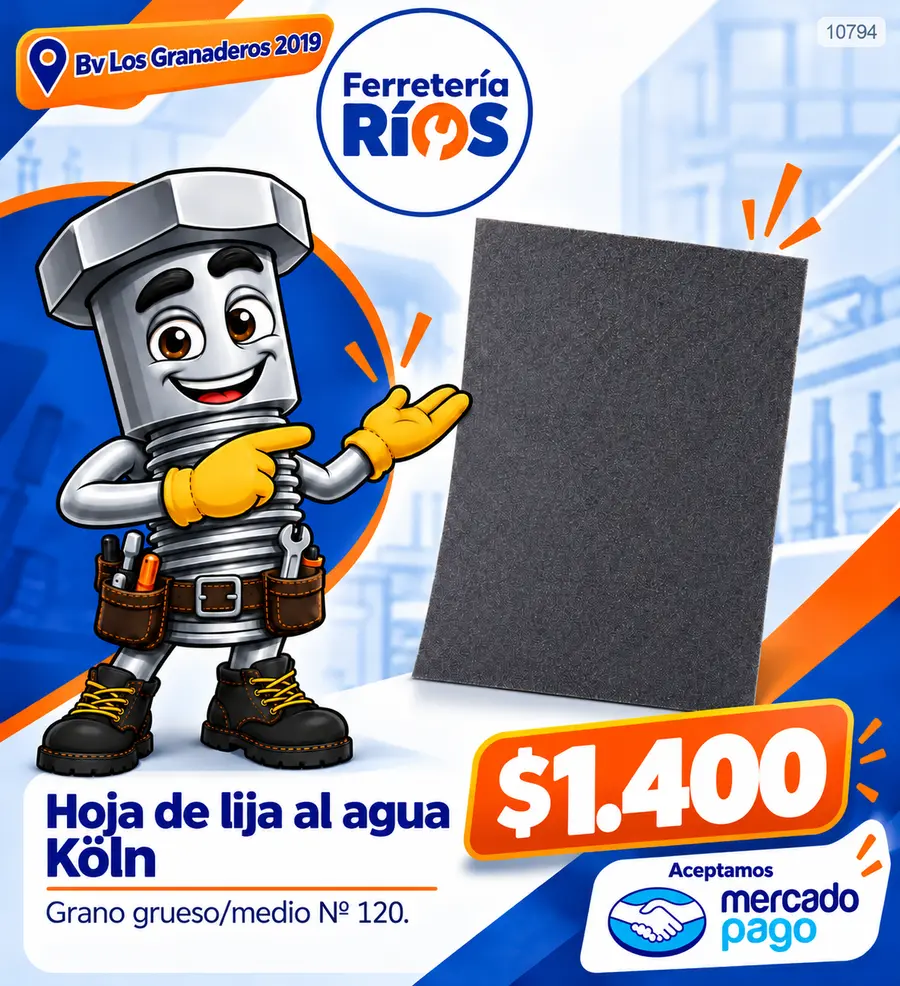 Bv Los Granaderos 2019
Ferretería
RÍOS
10794
$1.400
Hoja de lija al agua
Köln
Grano grueso/medio Nº 120.
Aceptamos
mercado
pago